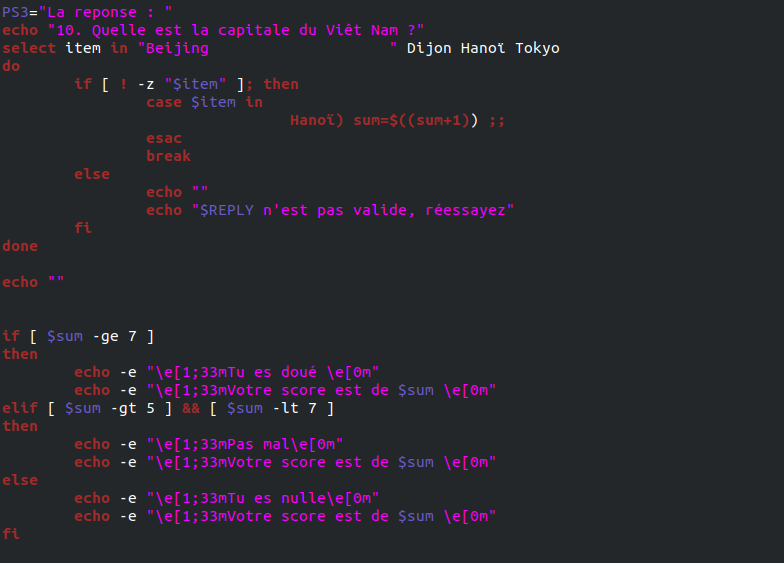 PS3="La reponse : "
echo "10. Quelle est la capitale du Viêt Nam ?"
select item in "Beijing                    " Dijon Hanoï Tokyo
do
        if [ ! -z "$item" ]; then
                case $item in
                                Hanoï) sum=$((sum+1)) ;;
                esac
                break
        else
                echo ""
                echo "$REPLY n'est pas valide, réessayez"
        fi
done

echo ""


if [ $sum -ge 7 ]
then
        echo -e "\e[1;33mTu es doué \e[0m"
        echo -e "\e[1;33mVotre score est de $sum \e[0m"
elif [ $sum -gt 5 ] && [ $sum -lt 7 ]
then
        echo -e "\e[1;33mPas mal\e[0m"
        echo -e "\e[1;33mVotre score est de $sum \e[0m"
else
        echo -e "\e[1;33mTu es nulle\e[0m"
        echo -e "\e[1;33mVotre score est de $sum \e[0m"
fi